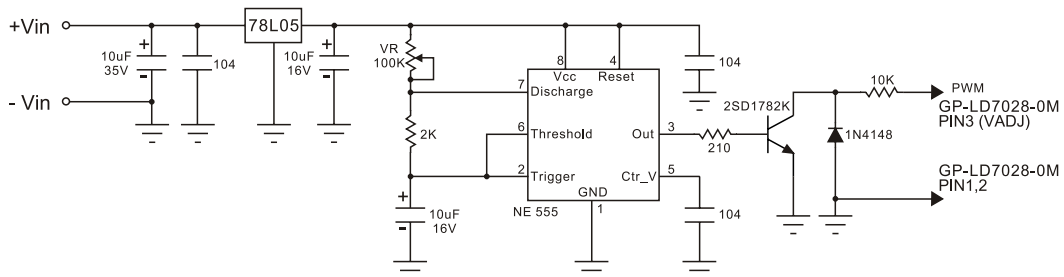 +Vin
- Vin
+
10uF
35V
-
104
78L05
+
10uF
16V
-
VR
100K
2K
+
10uF
16V
-
8
Vcc
4
Reset
7
Discharge
6
Threshold
2
Trigger
GND
1
Out
3
Ctr_V
5
NE 555
104
104
210
2SD1782K
1N4148
10K
PWM
GP-LD7028-0M
PIN3 (VADJ)
GP-LD7028-0M
PIN1,2